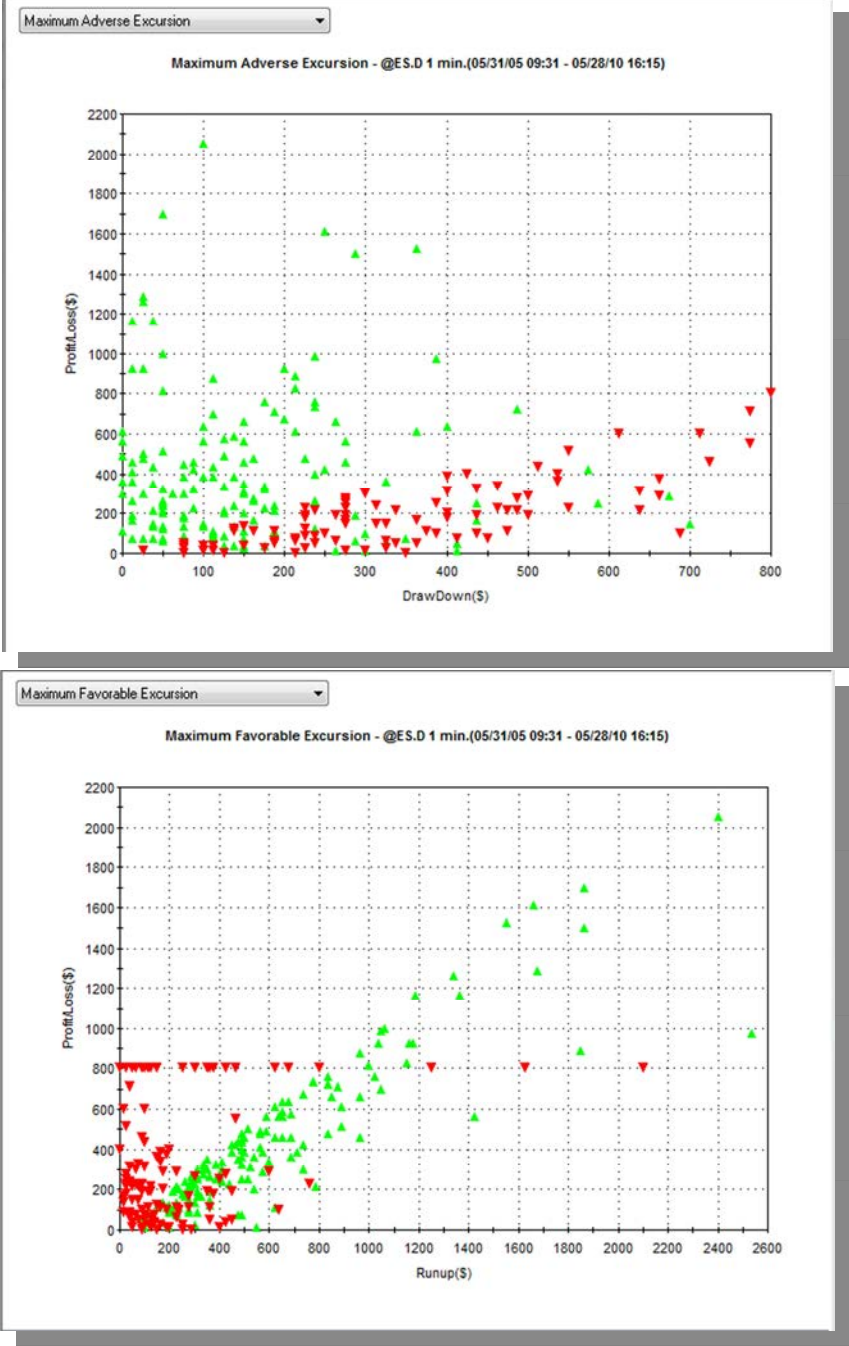 Maximum Adverse Excursion
Maximum Adverse Excursion - @ES.D 1 min.(05/31/05 09:31 - 05/28/10 16:15)
2200
2000
1800
1600
1400
1200
1000
800
600
400
200
0
Profit/Loss($)
0 100 200 300 400 500 600 700 800
DrawDown($)
Maximum Favorable Excursion
Maximum Favorable Excursion - @ES.D 1 min.(05/31/05 09:31 - 05/28/10 16:15)
2200
2000
1800
1600
1400
1200
1000
800
600
400
200
0
Profit/Loss($)
0 200 400 600 800 1000 1200 1400 1600 1800 2000 2200 2400 2600
Runup($)